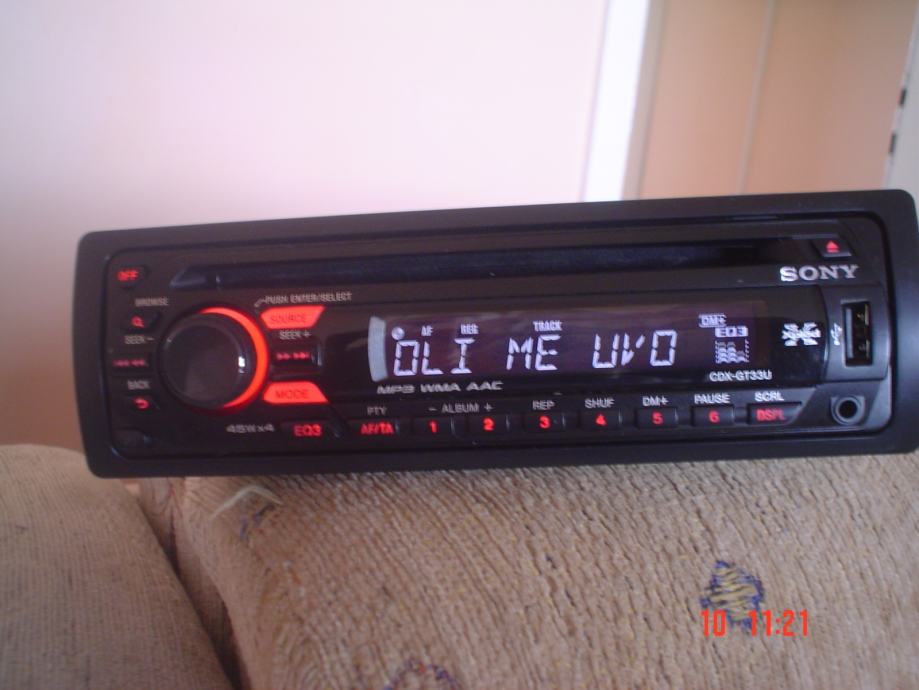 OFF
SONY
BROWSE
PUSH ENTER/SELECT
SOURCE
SEEK -
SEEK +
AF REG TRACK DM+
EQ3
OLI ME UVO
BACK
MODE
MP3 WMA AAC
CDX-GT33U
PTY - ALBUM + REP SHUF DM+ PAUSE SCRL
45W x4 EQ3 AF/TA 1 2 3 4 5 6 DSPL
10 11:21